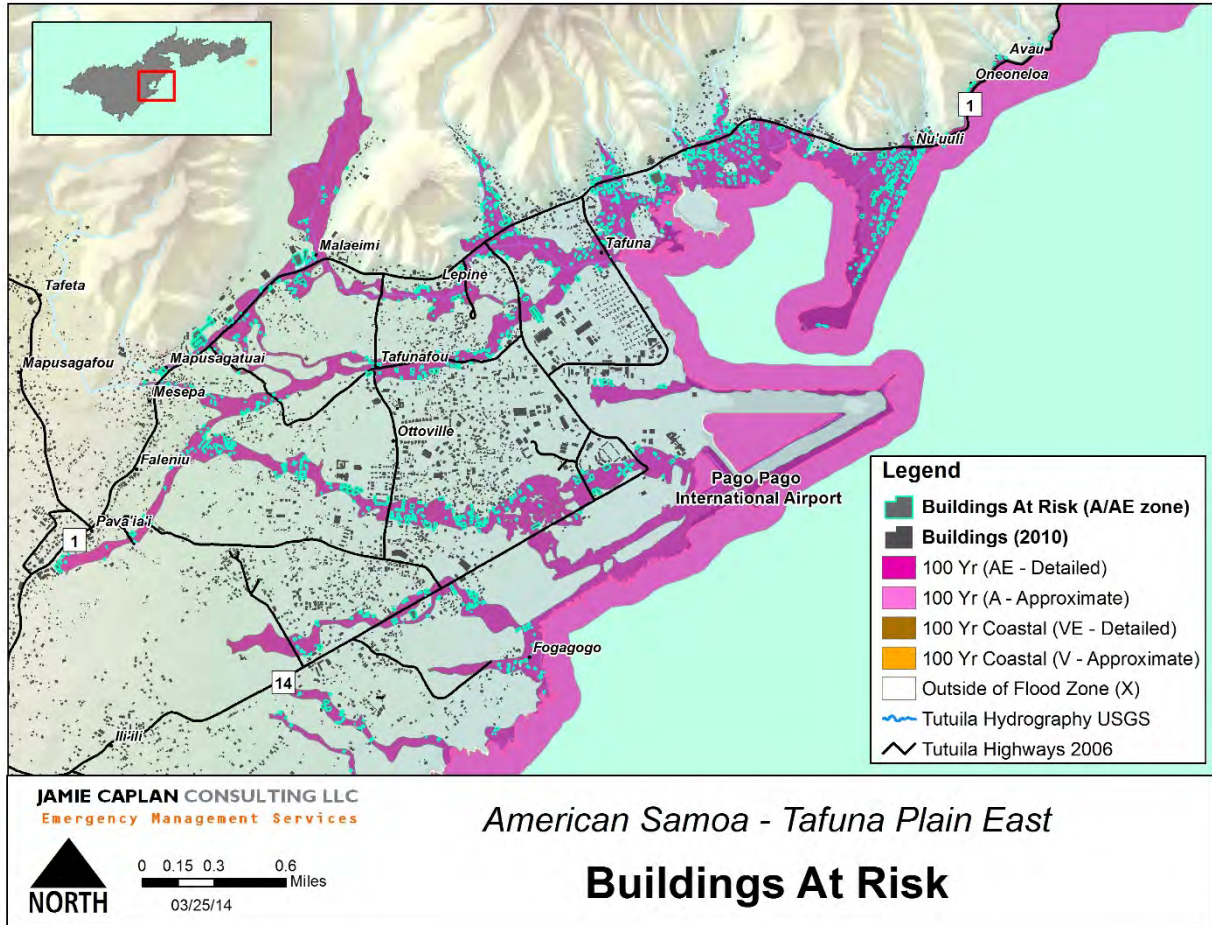 Avau
Oneoneloa
1
Nu'uuli
Malaeimi
Tafuna
Lepine
Tafeta
Mapusagafou
Mapusagatuai
Tafunafou
Mesepa
Ottoville
Faleniu
Pago Pago
International Airport
Pava'ia'i
1
Fogagogo
14
Ili'ili
Legend
Buildings At Risk (A/AE zone)
Buildings (2010)
100 Yr (AE - Detailed)
100 Yr (A - Approximate)
100 Yr Coastal (VE - Detailed)
100 Yr Coastal (V - Approximate)
Outside of Flood Zone (X)
Tutuila Hydrography USGS
Tutuila Highways 2006
JAMIE CAPLAN CONSULTING LLC
Emergency Management Services
NORTH
0 0.15 0.3 0.6
Miles
03/25/14
American Samoa - Tafuna Plain East
Buildings At Risk